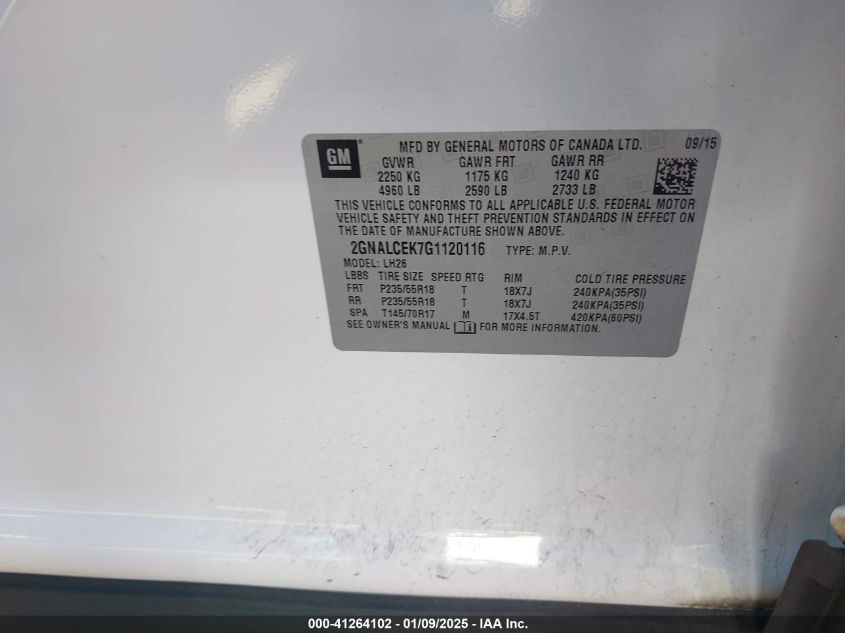 GM
MFD BY GENERAL MOTORS OF CANADA LTD. 09/15
GVWR GAWR FRT GAWR RR
2250 KG 1175 KG 1240 KG
4960 LB 2590 LB 2733 LB
THIS VEHICLE CONFORMS TO ALL APPLICABLE U.S. FEDERAL MOTOR
VEHICLE SAFETY AND THEFT PREVENTION STANDARDS IN EFFECT ON
THE DATE OF MANUFACTURE SHOWN ABOVE.
2GNALCEK7G1120116 TYPE: M.P.V.
MODEL: LH26
LBBS TIRE SIZE SPEED RTG RIM COLD TIRE PRESSURE
FRT P235/55R18 T 18X7J 240KPA(35PSI)
RR P235/55R18 T 18X7J 240KPA(35PSI)
SPA T145/70R17 M 17X4.5T 420KPA(60PSI)
SEE OWNER'S MANUAL i FOR MORE INFORMATION.
000-41264102 - 01/09/2025 - IAA Inc.